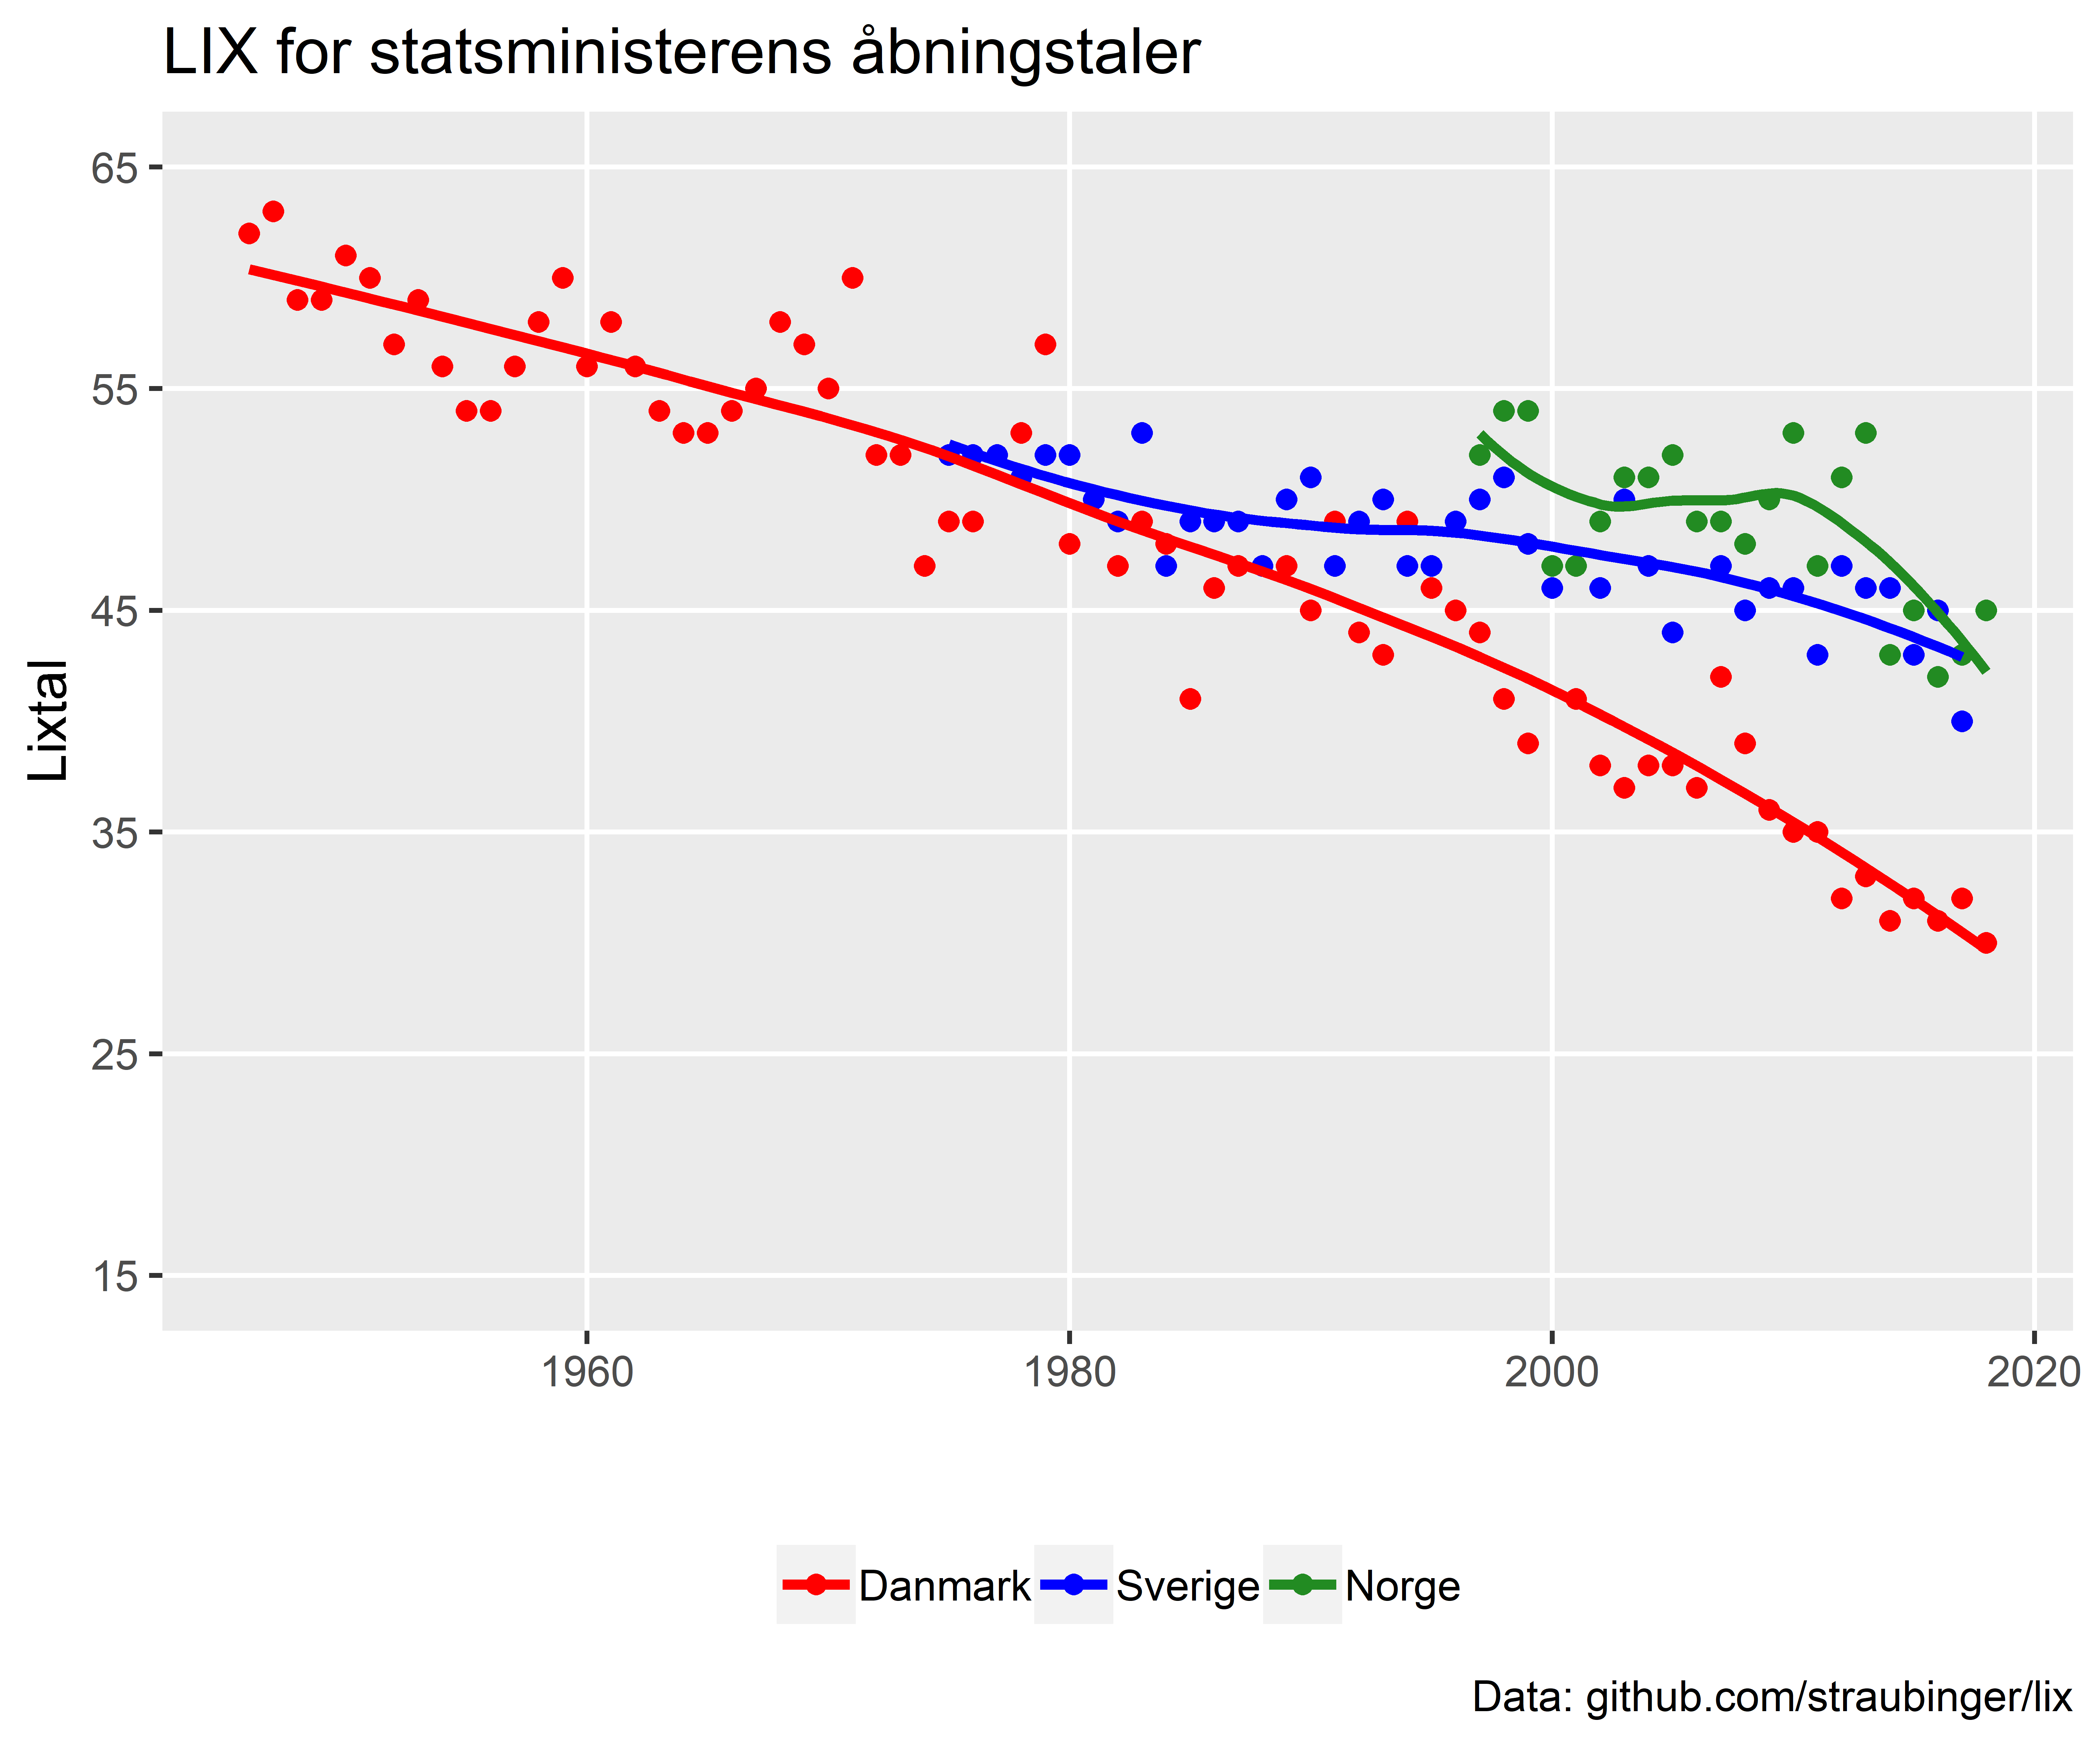 LIX for statsministerens åbningstaler
Lixtal
65
55
45
35
25
15
1960 1980 2000 2020
Danmark Sverige Norge
Data: github.com/straubinger/lix